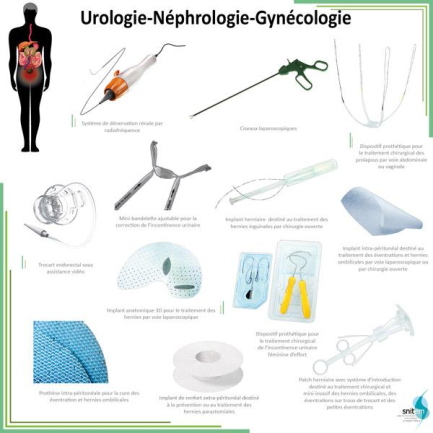 Urologie-Néphrologie-Gynécologie
Système de dénervation rénale par
radiofréquence
Ciseaux laparoscopiques
Dispositif prothétique pour
le traitement chirurgical des
prolapsus par voie abdominale
ou vaginale
Trocart endorectal sous
assistance vidéo
Mini bandelette ajustable pour la
correction de l'incontinence urinaire
Implant herniaire destiné au traitement des
hernies inguinales par chirurgie ouverte
Implant intra-péritonéal destiné au
traitement des éventrations et hernies
ombilicales par voie laparoscopique ou
par chirurgie ouverte
Implant anatomique 3D pour le traitement des
hernies par voie laparoscopique
Dispositif prothétique pour
le traitement chirurgical
de l'incontinence urinaire
féminine d'effort
Prothèse intra-péritonéale pour la cure des
éventration et hernies ombilicales
Implant de renfort intra-péritonéal destiné
à la prévention ou au traitement des
hernies parastomiales
Patch herniaire avec système d'introduction
destiné au traitement chirurgical et
mini-invasif des hernies ombilicales, des
éventrations sur trous de trocart et des
petites éventrations
snitem